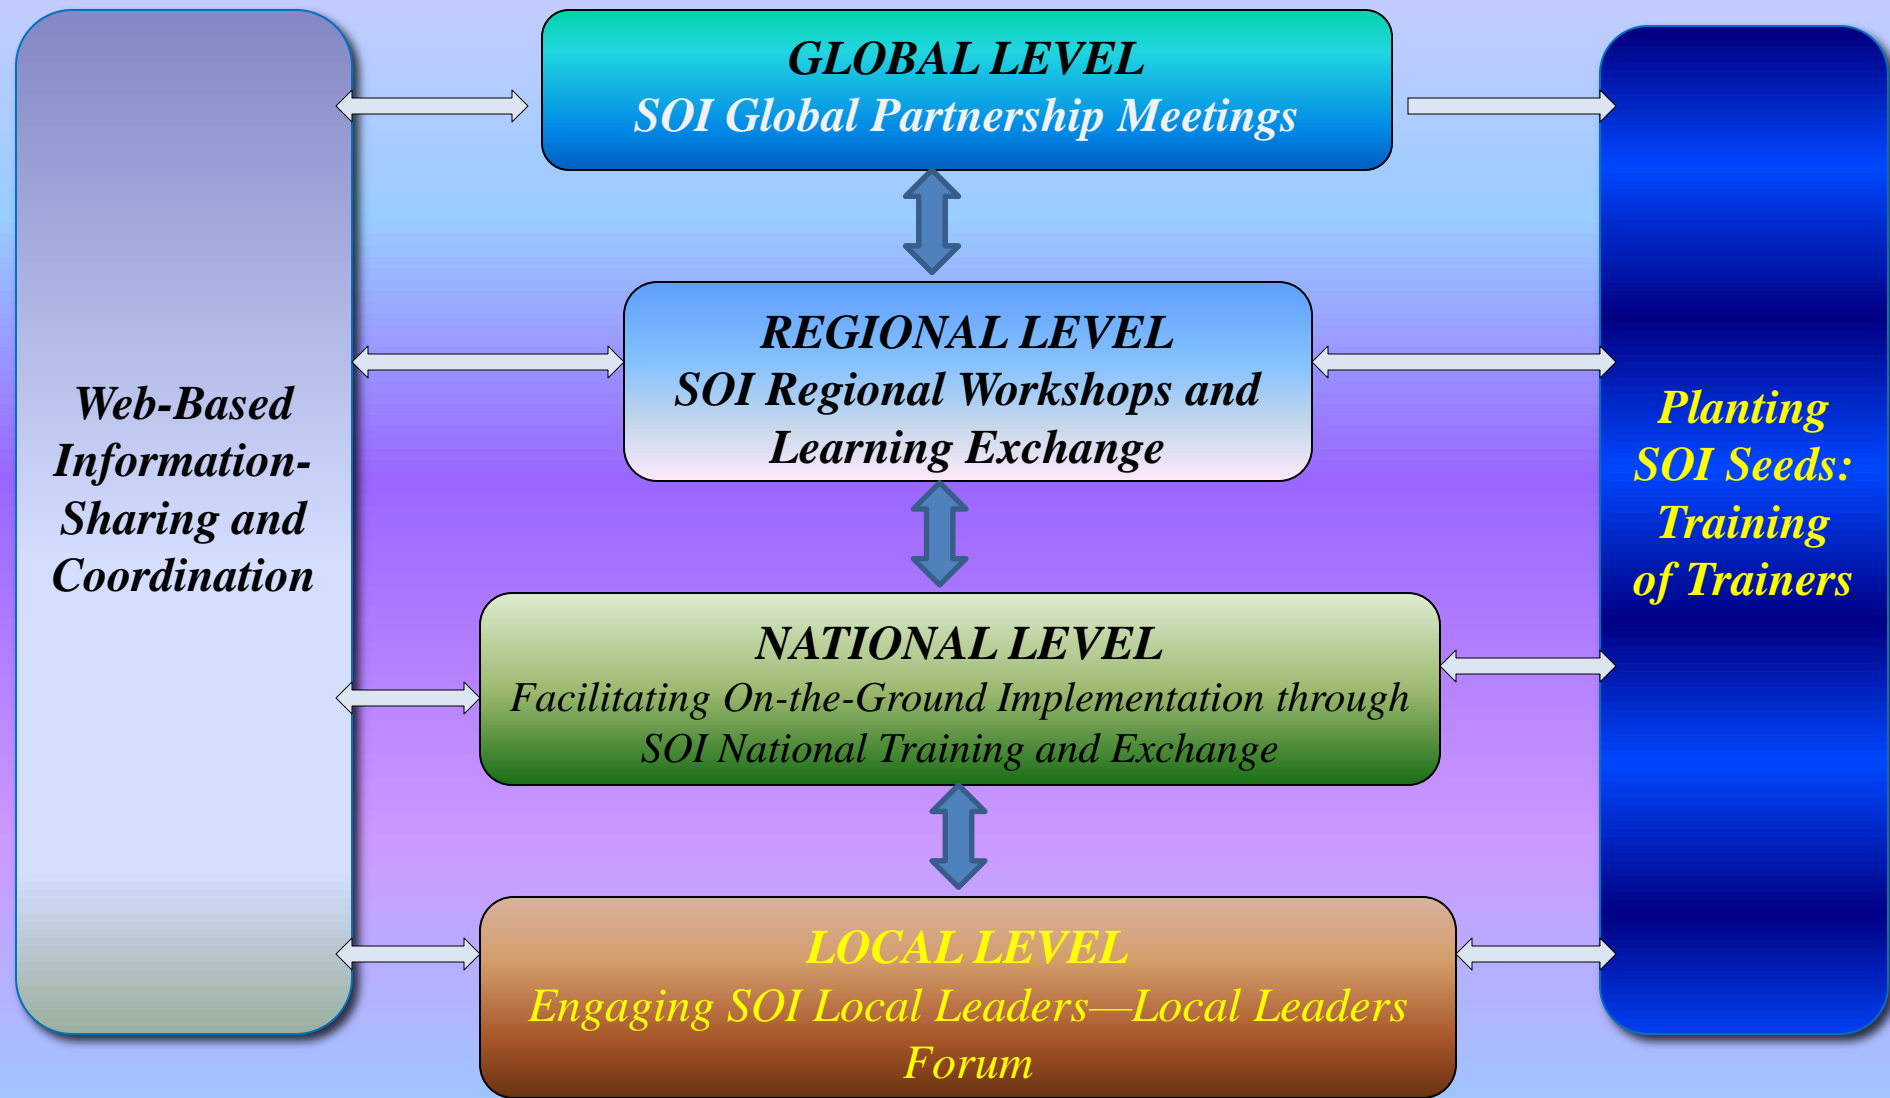 GLOBAL LEVEL
SOI Global Partnership Meetings
REGIONAL LEVEL
SOI Regional Workshops and
Learning Exchange
Web-Based
Information-
Sharing and
Coordination
Planting
SOI Seeds:
Training
of Trainers
NATIONAL LEVEL
Facilitating On-the-Ground Implementation through
SOI National Training and Exchange
LOCAL LEVEL
Engaging SOI Local Leaders—Local Leaders
Forum